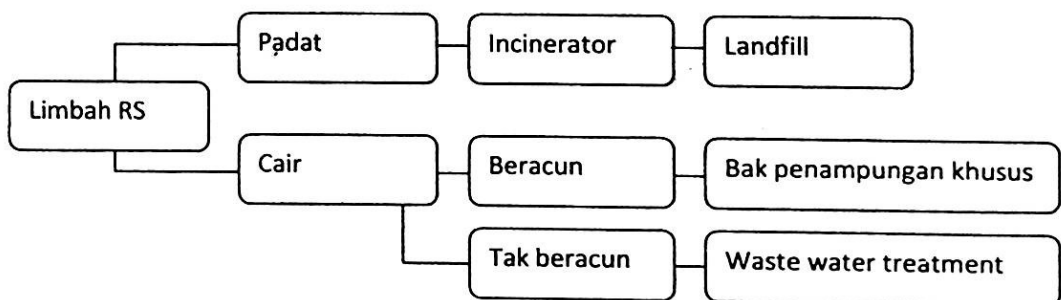 Padat
Incinerator
Landfill
Limbah RS
Cair
Beracun
Bak penampungan khusus
Tak beracun
Waste water treatment